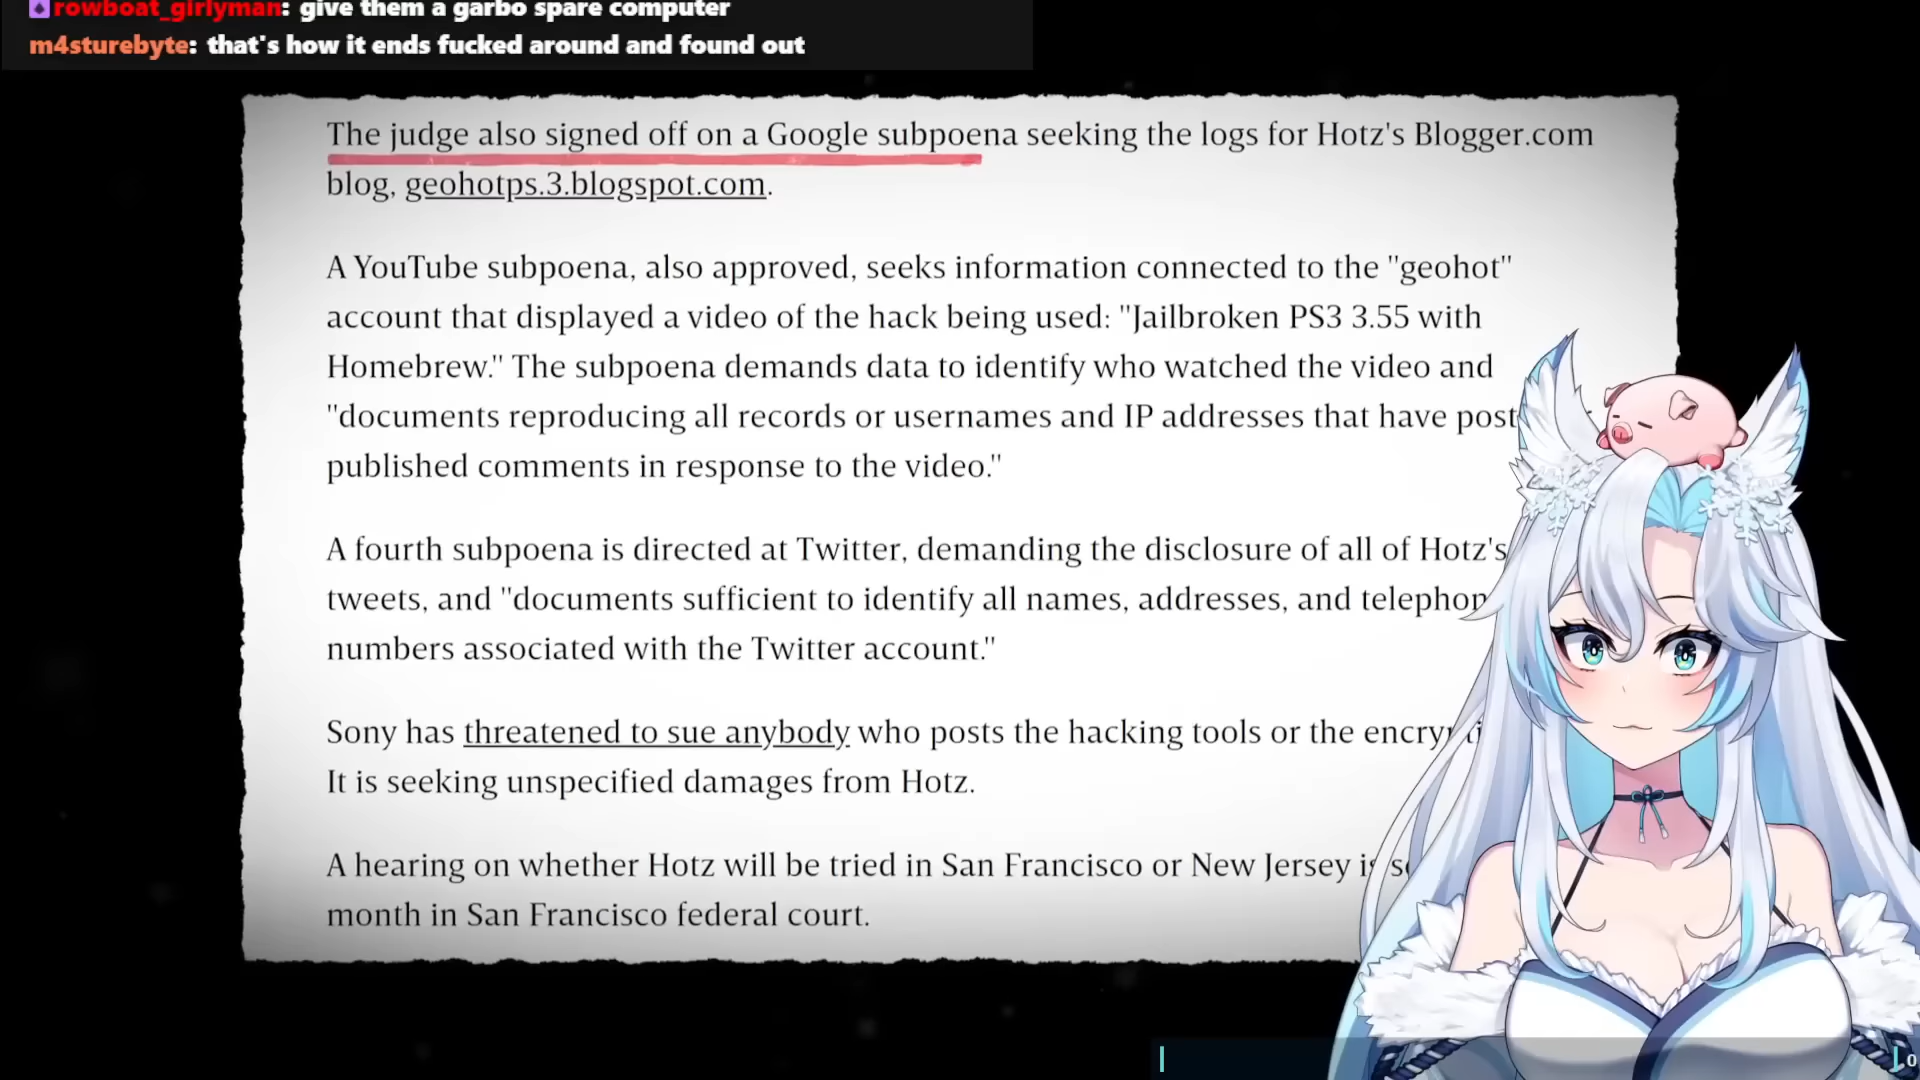 rowboat_girlyman: give them a garbo spare computer
m4sturebyte: that's how it ends fucked around and found out
The judge also signed off on a Google subpoena seeking the logs for Hotz's Blogger.com
blog, geohotps.3.blogspot.com.
A YouTube subpoena, also approved, seeks information connected to the "geohot"
account that displayed a video of the hack being used: "Jailbroken PS3 3.55 with
Homebrew." The subpoena demands data to identify who watched the video and
"documents reproducing all records or usernames and IP addresses that have post
published comments in response to the video."
A fourth subpoena is directed at Twitter, demanding the disclosure of all of Hotz's
tweets, and "documents sufficient to identify all names, addresses, and telephon
numbers associated with the Twitter account."
Sony has threatened to sue anybody who posts the hacking tools or the
It is seeking unspecified damages from Hotz.
A hearing on whether Hotz will be tried in San Francisco or New Jersey is
month in San Francisco federal court.
0